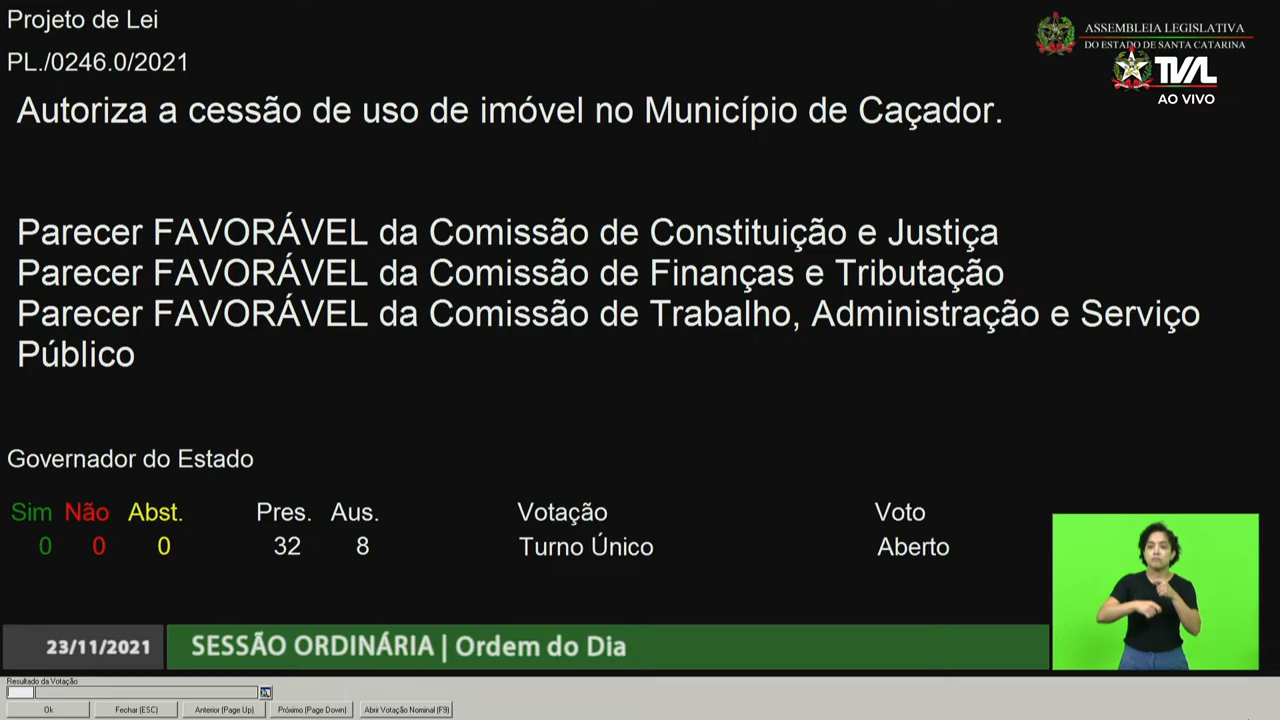 Projeto de Lei
ASSEMBLEIA LEGISLATIVA
DO ESTADO DE SANTA CATARINA
PL./0246.0/2021
TVAL
AO VIVO
Autoriza a cessão de uso de imóvel no Município de Caçador.
Parecer FAVORÁVEL da Comissão de Constituição e Justiça
Parecer FAVORÁVEL da Comissão de Finanças e Tributação
Parecer FAVORÁVEL da Comissão de Trabalho, Administração e Serviço
Público
Governador do Estado
Sim Não Abst. Pres. Aus. Votação Voto
0 0 0 32 8 Turno Único Aberto
23/11/2021 SESSÃO ORDINÁRIA | Ordem do Dia
Resultado da Votação
Ok Fechar (ESC) Anterior (Page Up) Próximo (Page Down) Abrir Votação Nominal (F9)